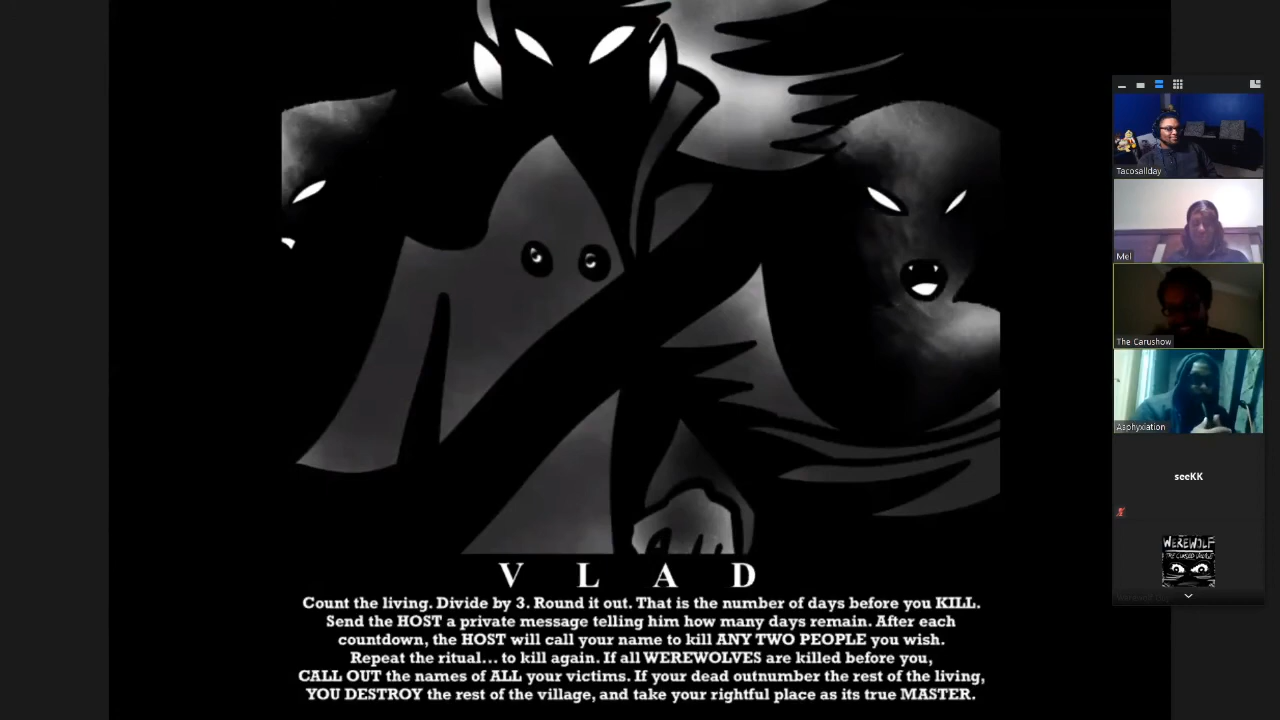 Tacosallday
Mel
The Carushow
Asphyxiation
seeKK
WEREWOLF
V L A D
Count the living. Divide by 3. Round it out. That is the number of days before you KILL.
Send the HOST a private message telling him how many days remain. After each
countdown, the HOST will call your name to kill ANY TWO PEOPLE you wish.
Repeat the ritual... to kill again. If all WEREWOLVES are killed before you,
CALL OUT the names of ALL your victims. If your dead outnumber the rest of the living,
YOU DESTROY the rest of the village, and take your rightful place as its true MASTER.